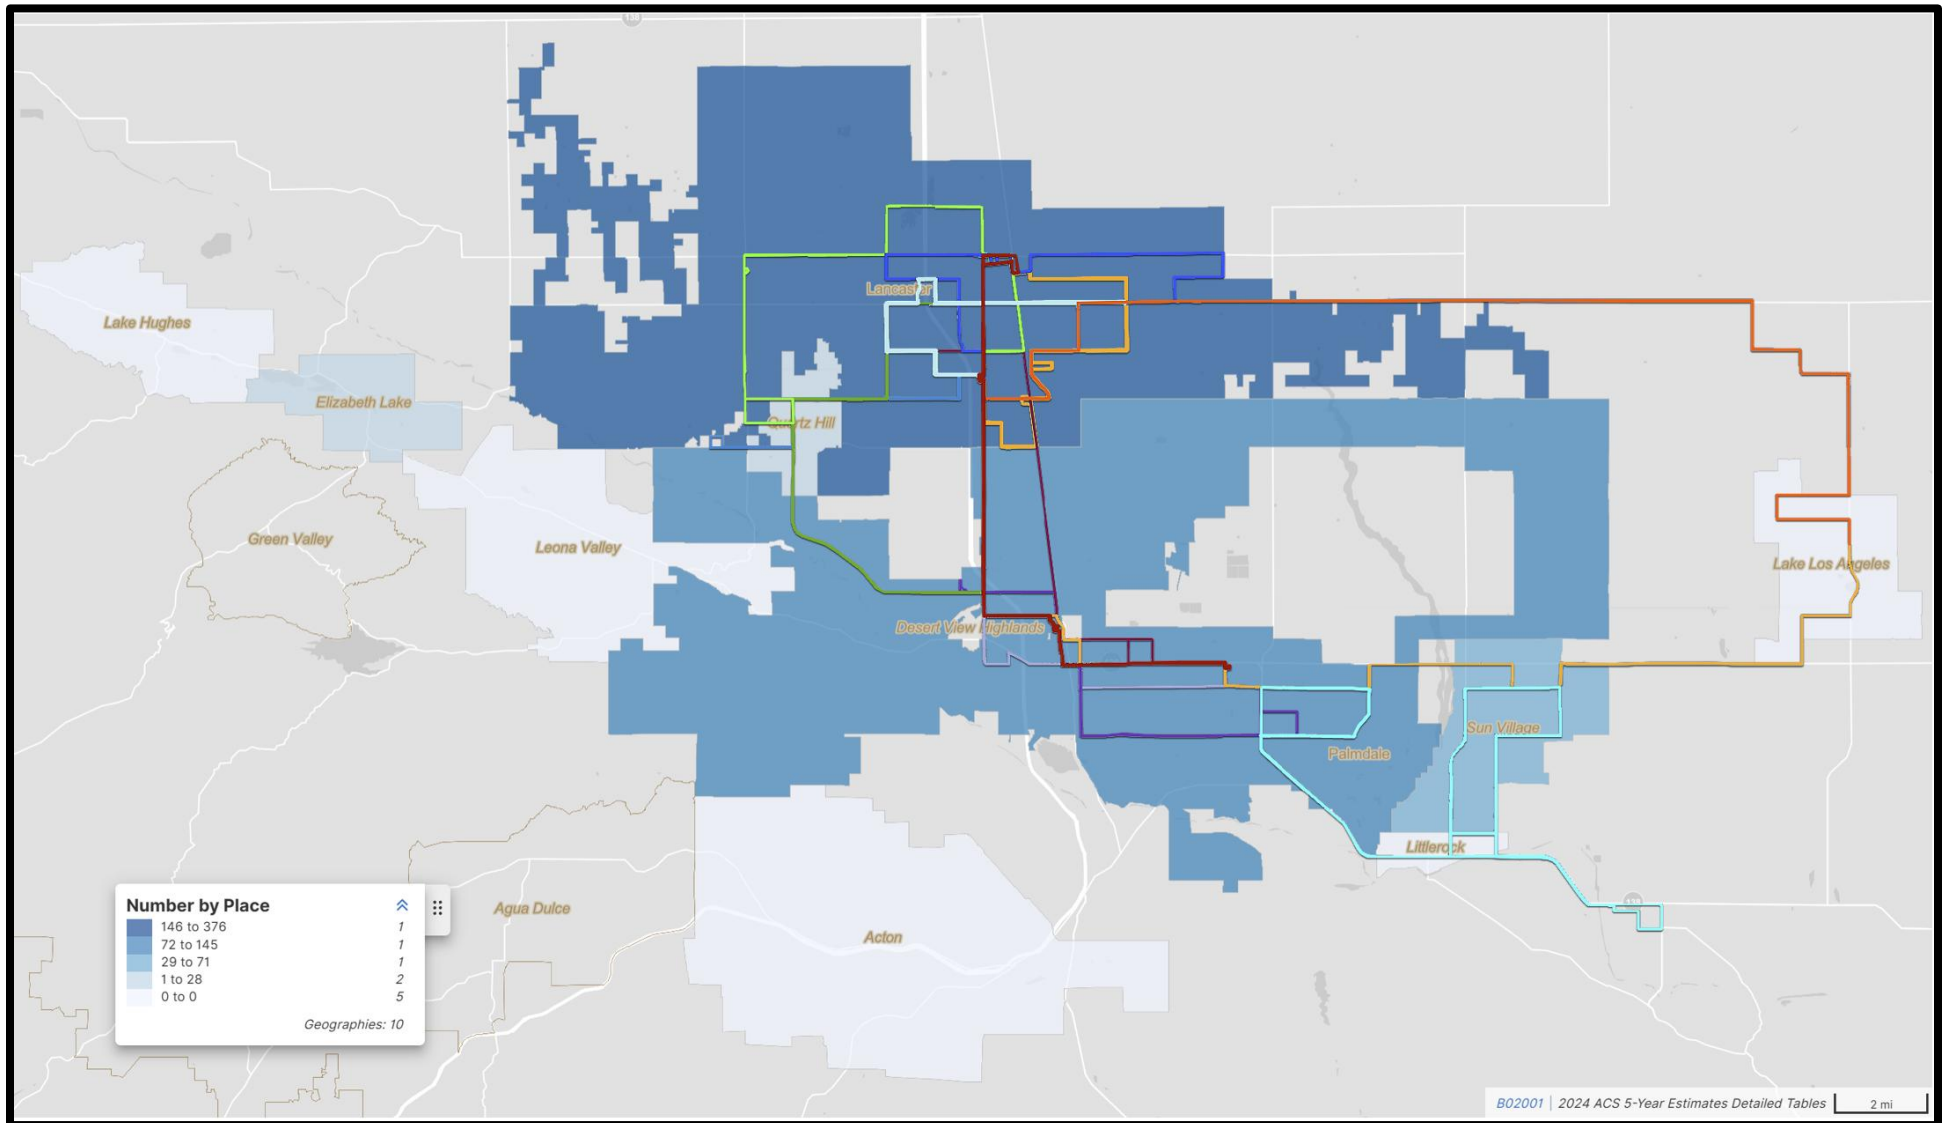 138
Lancaster
Lake Hughes
Elizabeth Lake
Quartz Hill
Green Valley
Leona Valley
Lake Los Angeles
Desert View Highlands
Sun Village
Palmdale
Littlerock
138
Agua Dulce
Acton
Number by Place
146 to 376 1
72 to 145 1
29 to 71 1
1 to 28 2
0 to 0 5
Geographies: 10
B02001 | 2024 ACS 5-Year Estimates Detailed Tables
2 mi